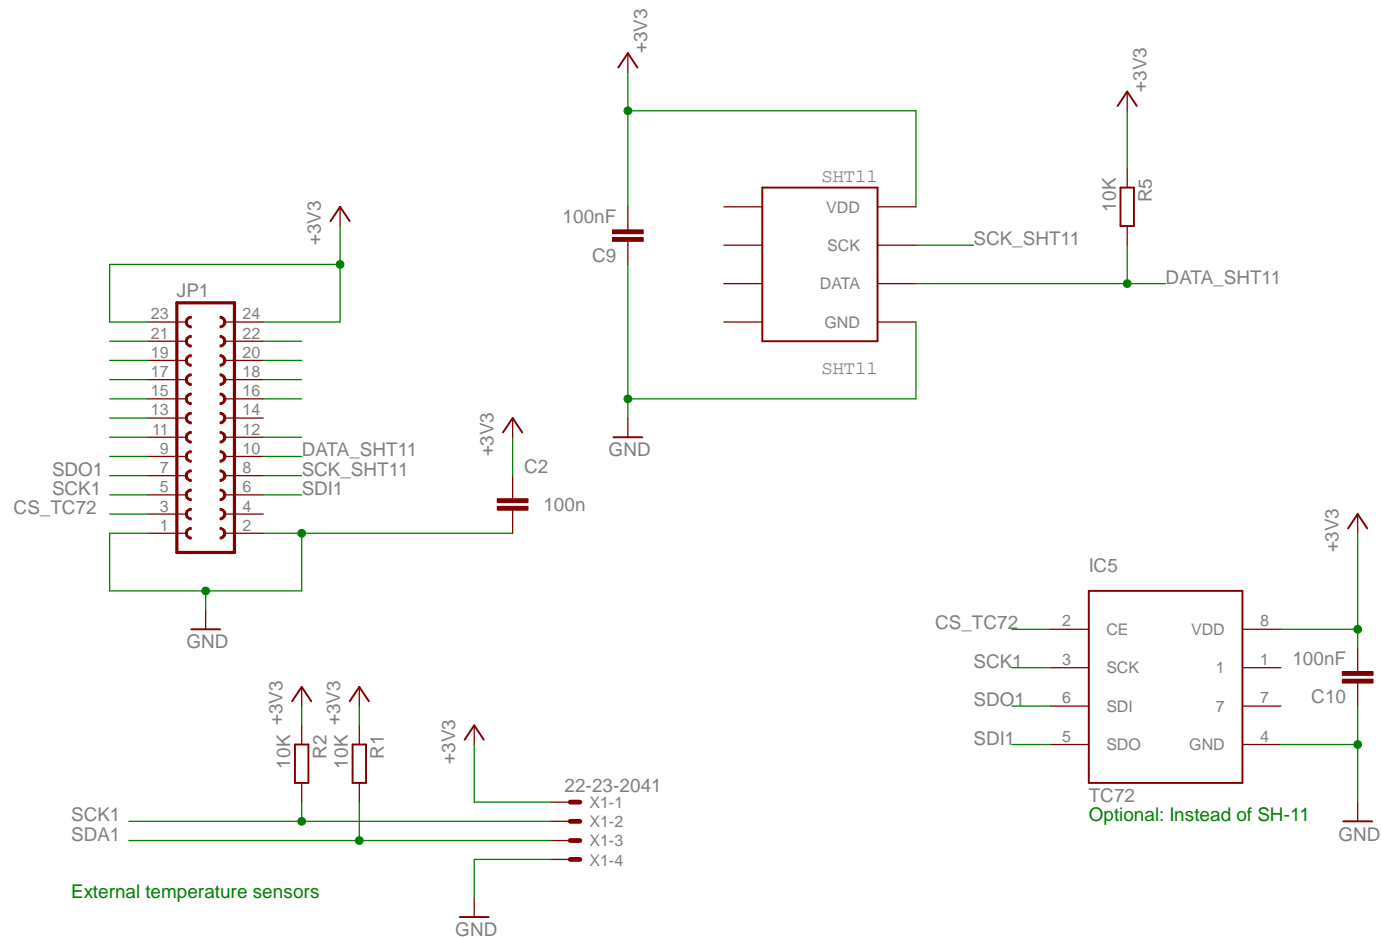 +3V3
+3V3
SHT11
VDD
SCK
DATA
GND
SHT11
SCK_SHT11
DATA_SHT11
10K
R5
100nF
C9
GND
+3V3
JP1
23 24
21 22
19 20
17 18
15 16
13 14
11 12
9 10 DATA_SHT11
SDO1 7 8 SCK_SHT11
SCK1 5 6 SDI1
CS_TC72 3 4
1 2
GND
+3V3
C2
100n
+3V3
IC5
CS_TC72 2 CE VDD 8
SCK1 3 SCK 1 1
SDO1 6 SDI 7 7
SDI1 5 SDO GND 4
100nF
C10
TC72
Optional: Instead of SH-11
GND
+3V3
+3V3
10K
R2
10K
R1
+3V3
22-23-2041
X1-1
SCK1 X1-2
SDA1 X1-3
X1-4
External temperature sensors
GND